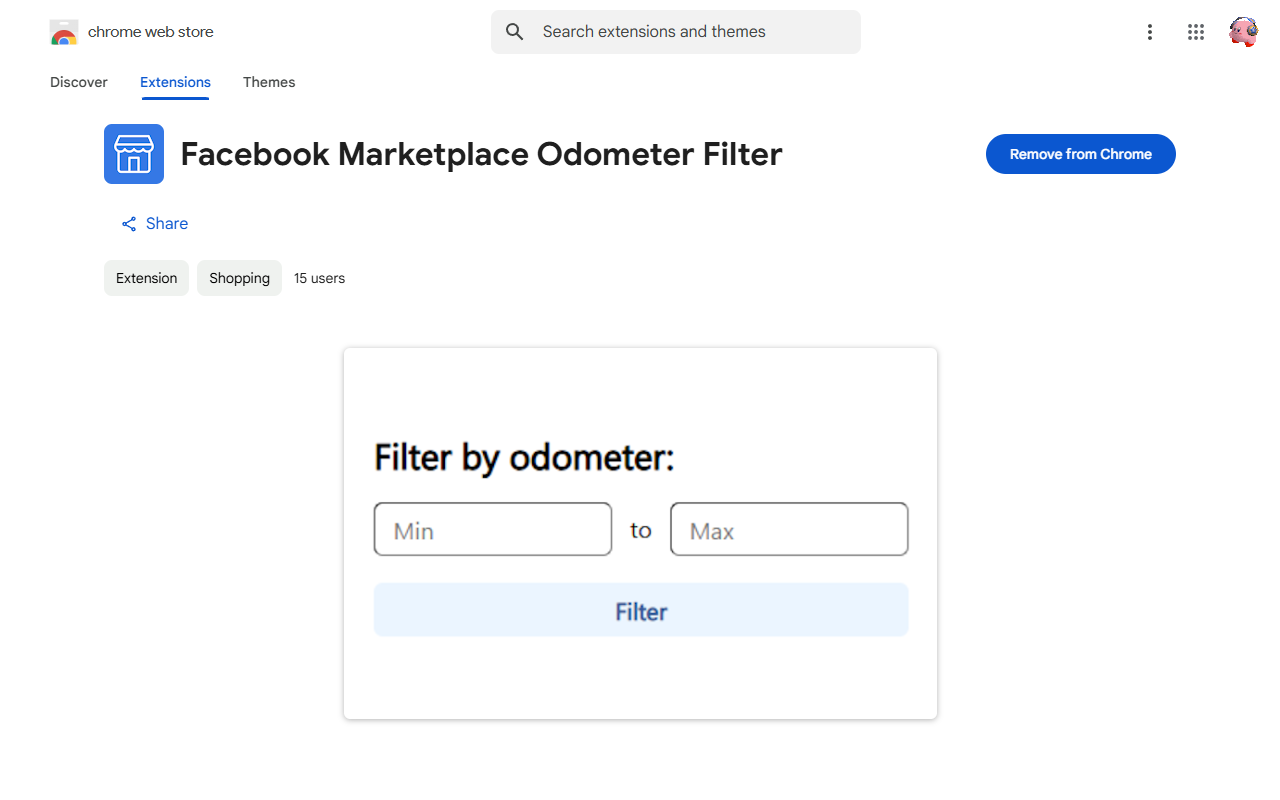 chrome web store
Search extensions and themes
Discover
Extensions
Themes
Facebook Marketplace Odometer Filter
Remove from Chrome
Share
Extension
Shopping
15 users
Filter by odometer:
Min
to
Max
Filter